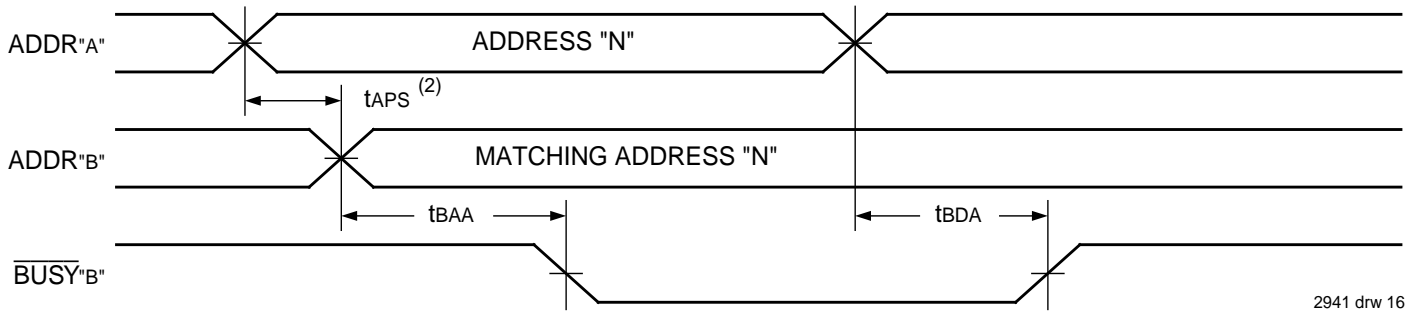 ADDR"A"
ADDRESS "N"
tAPS (2)
ADDR"B"
MATCHING ADDRESS "N"
tBAA
tBDA
BUSY"B"
2941 drw 16